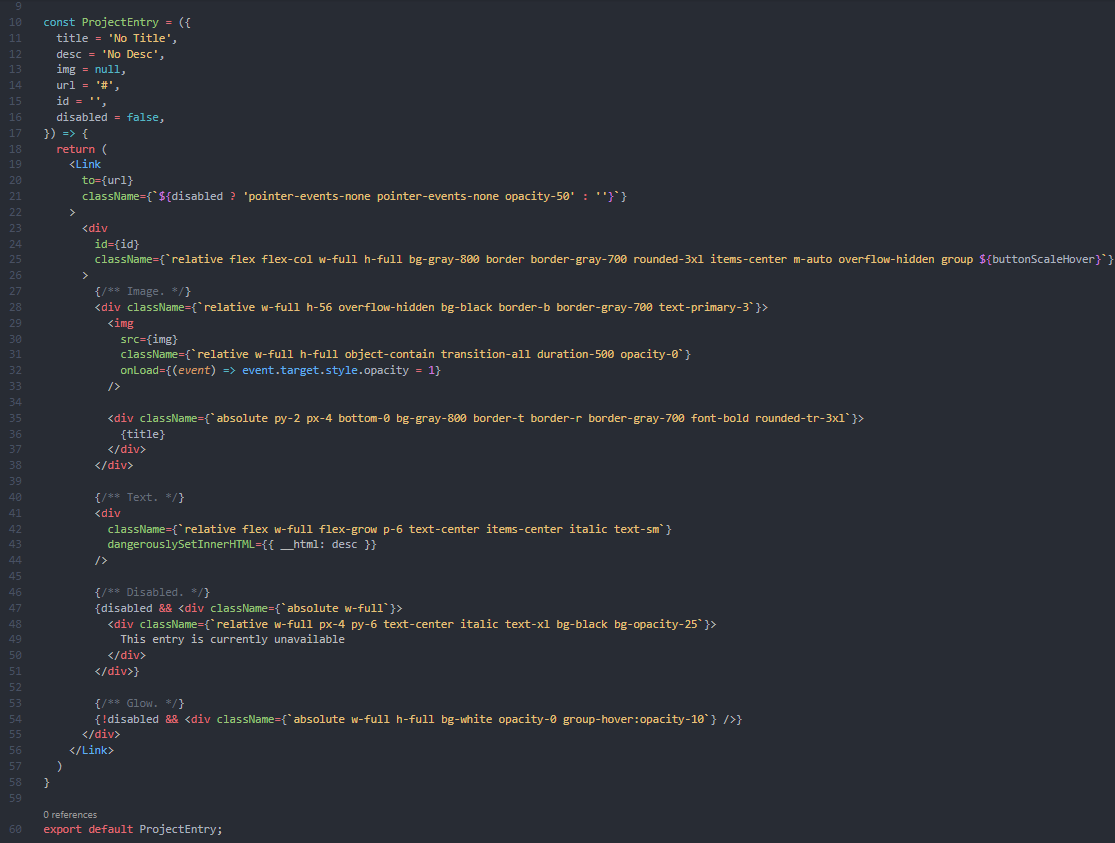 9
10 const ProjectEntry = ({
11 title = 'No Title',
12 desc = 'No Desc',
13 img = null,
14 url = '#',
15 id = '',
16 disabled = false,
17 }) => {
18 return (
19 <Link
20 to={url}
21 className={`${disabled ? 'pointer-events-none pointer-events-none opacity-50' : ''}`}
22 >
23 <div
24 id={id}
25 className={`relative flex flex-col w-full h-full bg-gray-800 border border-gray-700 rounded-3xl items-center m-auto overflow-hidden group ${buttonScaleHover}`}
26 >
27 {/** Image. */}
28 <div className={`relative w-full h-56 overflow-hidden bg-black border-b border-gray-700 text-primary-3`}>
29 <img
30 src={img}
31 className={`relative w-full h-full object-contain transition-all duration-500 opacity-0`}
32 onLoad={(event) => event.target.style.opacity = 1}
33 />
34
35 <div className={`absolute py-2 px-4 bottom-0 bg-gray-800 border-t border-r border-gray-700 font-bold rounded-tr-3xl`}>
36 {title}
37 </div>
38 </div>
39
40 {/** Text. */}
41 <div
42 className={`relative flex w-full flex-grow p-6 text-center items-center italic text-sm`}
43 dangerouslySetInnerHTML={{ __html: desc }}
44 />
45
46 {/** Disabled. */}
47 {disabled && <div className={`absolute w-full`}>
48 <div className={`relative w-full px-4 py-6 text-center italic text-xl bg-black bg-opacity-25`}>
49 This entry is currently unavailable
50 </div>
51 </div>}
52
53 {/** Glow. */}
54 {!disabled && <div className={`absolute w-full h-full bg-white opacity-0 group-hover:opacity-10`} />}
55 </div>
56 </Link>
57 )
58 }
59
0 references
60 export default ProjectEntry;